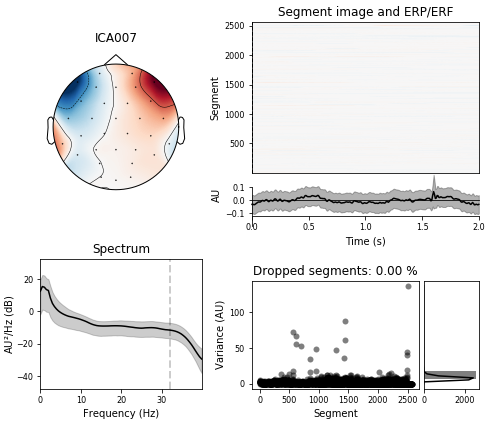 ICA007
Segment image and ERP/ERF
2500
2000
1500
1000
500
Segment
0.1
0.0
−0.1
AU
0.0 0.5 1.0 1.5 2.0
Time (s)
Spectrum
20
0
−20
−40
AU²/Hz (dB)
0 10 20 30
Frequency (Hz)
Dropped segments: 0.00 %
100
50
0
Variance (AU)
0 500 1000 1500 2000 2500
Segment
0 2000